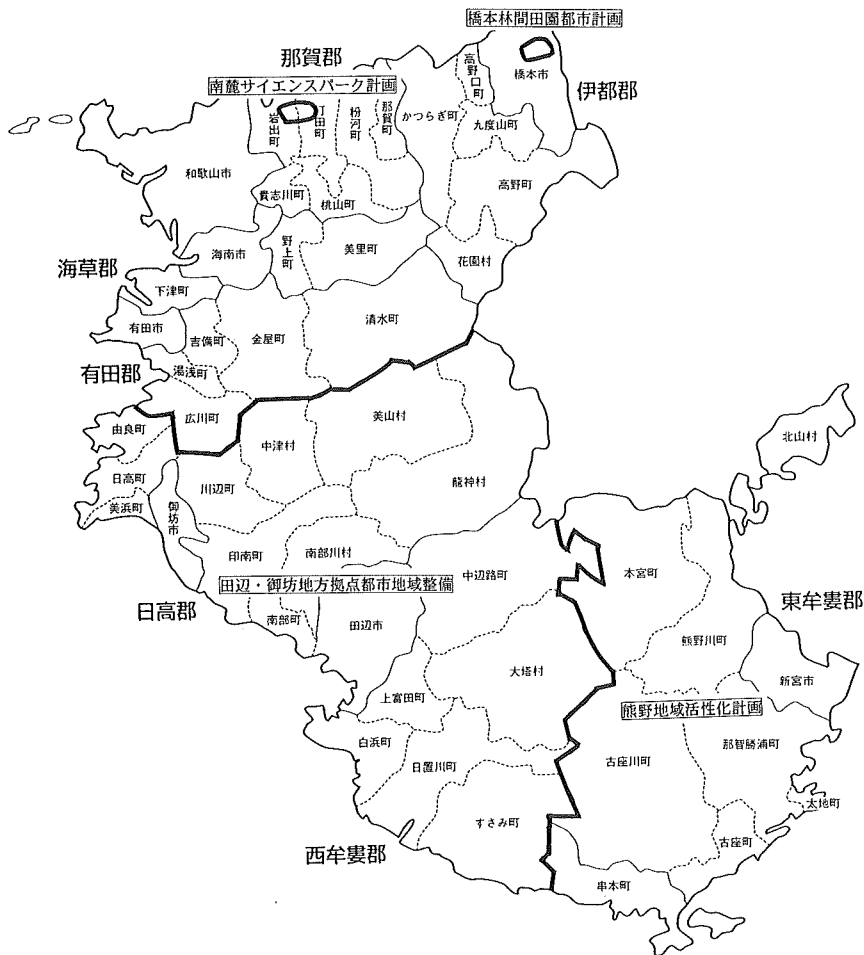 橋本林間田園都市計画
那賀郡
高野口町
橋本市
伊都郡
南麓サイエンスパーク計画
岩出町
打田町
粉河町
那賀町
かつらぎ町
九度山町
和歌山市
高野町
貴志川町
桃山町
海南市
野上町
美里町
花園村
海草郡
下津町
有田市
吉備町
金屋町
清水町
有田郡
湯浅町
広川町
由良町
中津村
美山村
北山村
日高町
美浜町
御坊市
川辺町
龍神村
印南町
南部川村
中辺路町
本宮町
田辺・御坊地方拠点都市地域整備
日高郡
南部町
田辺市
東牟婁郡
熊野川町
大塔村
新宮市
上富田町
熊野地域活性化計画
白浜町
日置川町
古座川町
那智勝浦町
太地町
すさみ町
古座町
西牟婁郡
串本町